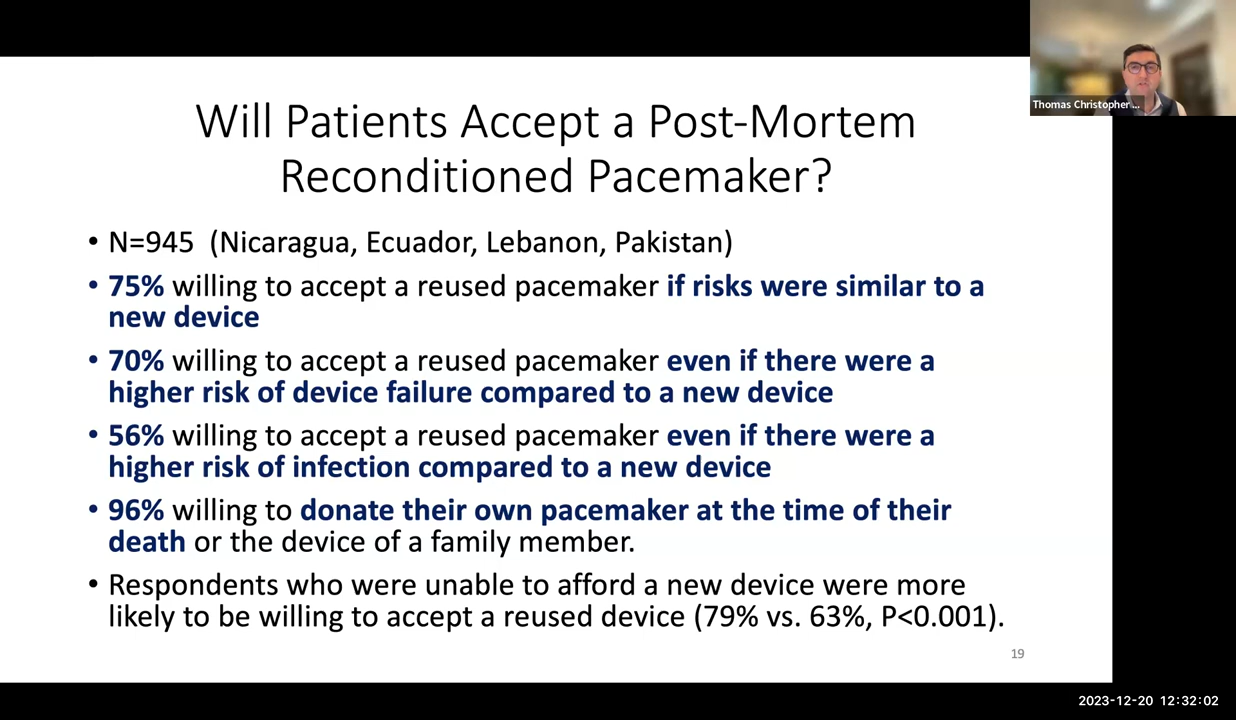 Thomas Christopher ...
Will Patients Accept a Post-Mortem
Reconditioned Pacemaker?
• N=945 (Nicaragua, Ecuador, Lebanon, Pakistan)
• 75% willing to accept a reused pacemaker if risks were similar to a
new device
• 70% willing to accept a reused pacemaker even if there were a
higher risk of device failure compared to a new device
• 56% willing to accept a reused pacemaker even if there were a
higher risk of infection compared to a new device
• 96% willing to donate their own pacemaker at the time of their
death or the device of a family member.
• Respondents who were unable to afford a new device were more
likely to be willing to accept a reused device (79% vs. 63%, P<0.001).
19
2023-12-20 12:32:02